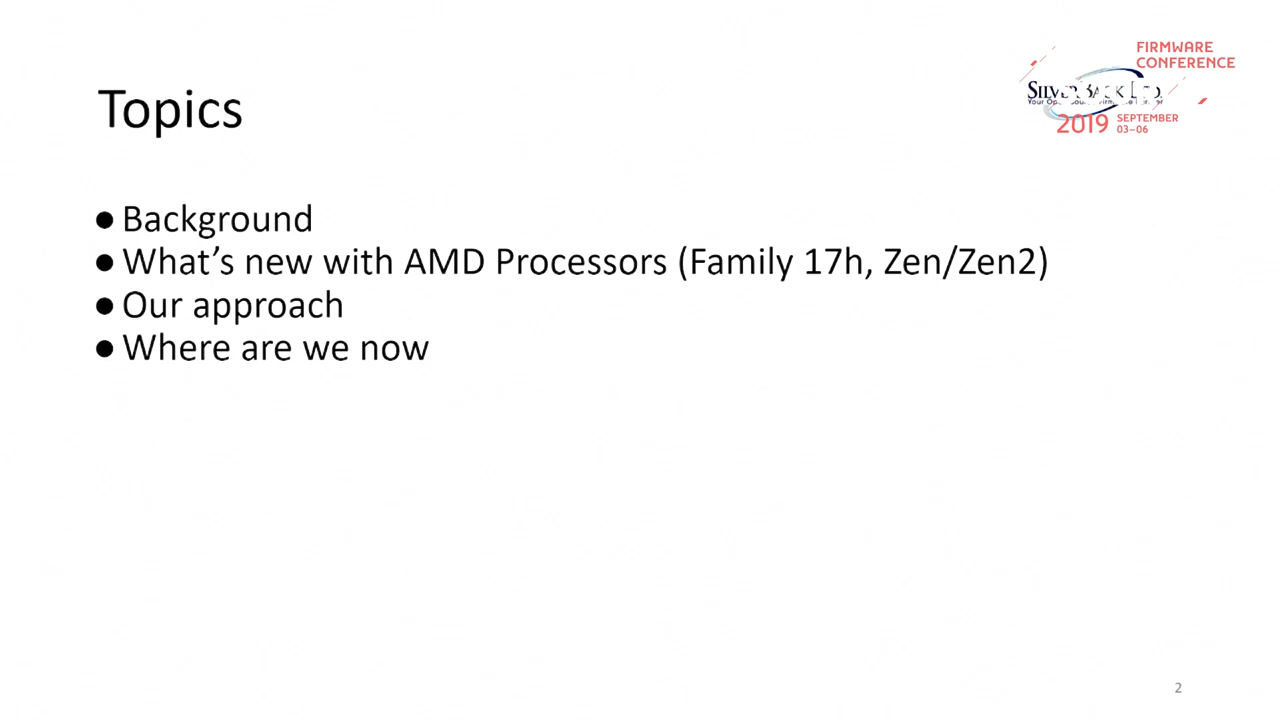 FIRMWARE
CONFERENCE
2019 SEPTEMBER
03–06
Topics
● Background
● What’s new with AMD Processors (Family 17h, Zen/Zen2)
● Our approach
● Where are we now
2